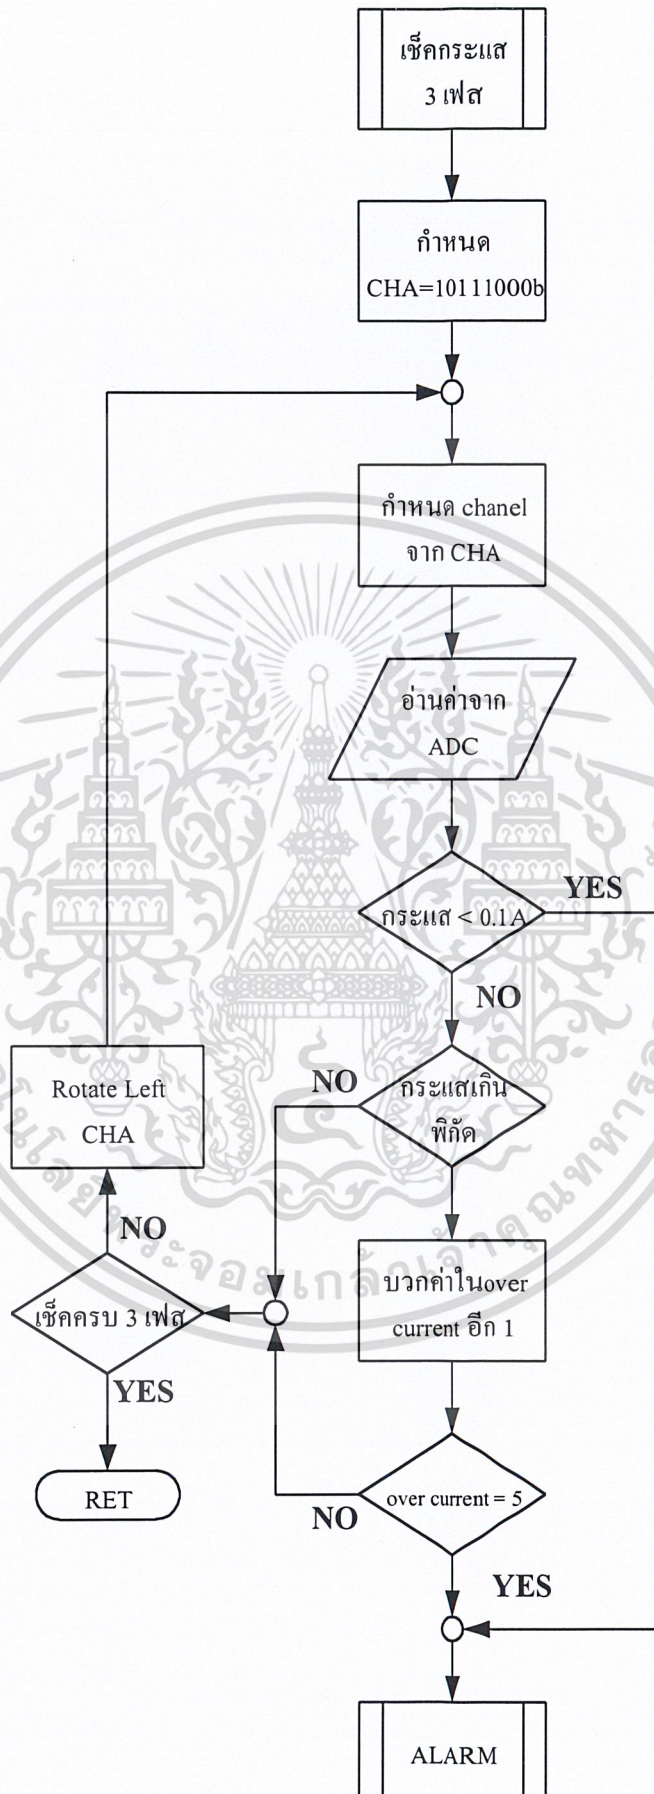 เช็คกระแส
3 เฟส
กำหนด
CHA=10111000b
กำหนด chanel
จาก CHA
อ่านค่าจาก
ADC
กระแส < 0.1A
YES
NO
กระแสเกิน
พิกัด
NO
Rotate Left
CHA
NO
บวกค่าในover
current อีก 1
เช็คครบ 3 เฟส
YES
RET
over current = 5
NO
YES
ALARM